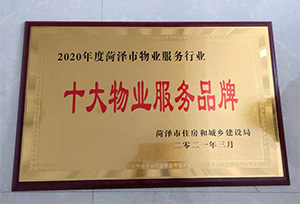 2020年度菏泽市物业服务行业
十大物业服务品牌
菏泽市住房和城乡建设局
二〇二一年三月